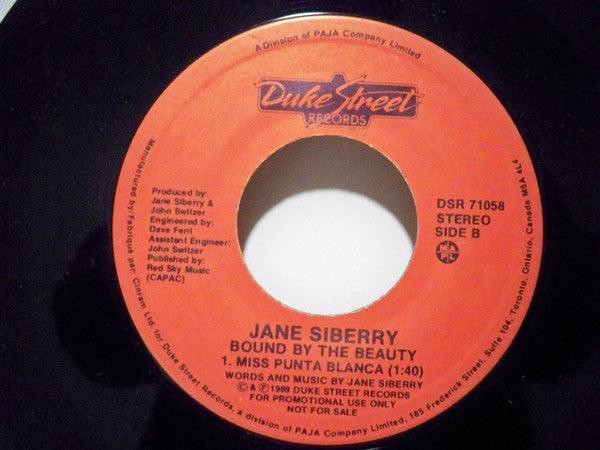 A Division of PAJA Company Limited
Duke Street
RECORDS
Produced by:
Jane Siberry &
John Switzer
Engineered by:
Dave Ferri
Assistant Engineer:
John Switzer
Published by:
Red Sky Music
(CAPAC)
DSR 71058
STEREO
SIDE B
M A
P L
JANE SIBERRY
BOUND BY THE BEAUTY
1. MISS PUNTA BLANCA (1:40)
WORDS AND MUSIC BY JANE SIBERRY
© & ℗ 1989 DUKE STREET RECORDS
FOR PROMOTIONAL USE ONLY
NOT FOR SALE
Manufactured by/Fabriqué par: Cinram Ltd. for Duke Street Records, a division of PAJA Company Limited, 185 Frederick Street, Suite 104, Toronto, Ontario, Canada M5A 4L4